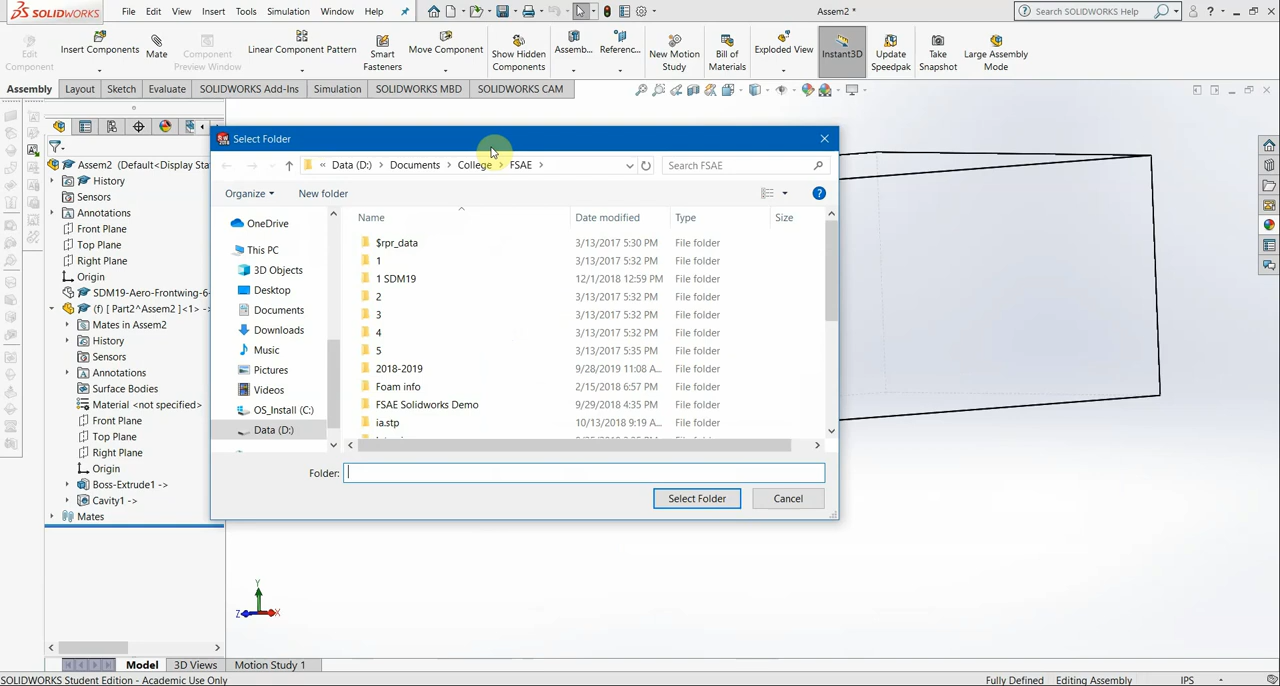 SOLIDWORKS File Edit View Insert Tools Simulation Window Help Assem2 * Search SOLIDWORKS Help
Edit Component Insert Components Mate Component Preview Window Linear Component Pattern Smart Fasteners Move Component Show Hidden Components Assemb... Referenc... New Motion Study Bill of Materials Exploded View Instant3D Update Speedpak Take Snapshot Large Assembly Mode
Assembly Layout Sketch Evaluate SOLIDWORKS Add-Ins Simulation SOLIDWORKS MBD SOLIDWORKS CAM
Assem2 (Default<Display Sta
History
Sensors
Annotations
Front Plane
Top Plane
Right Plane
Origin
SDM19-Aero-Frontwing-6-
(f) [ Part2^Assem2 ]<1> ->
Mates in Assem2
History
Sensors
Annotations
Surface Bodies
Material <not specified>
Front Plane
Top Plane
Right Plane
Origin
Boss-Extrude1 ->
Cavity1 ->
Mates
Select Folder
« Data (D:) > Documents > College > FSAE > Search FSAE
Organize New folder
OneDrive
This PC
3D Objects
Desktop
Documents
Downloads
Music
Pictures
Videos
OS_Install (C:)
Data (D:)
Name Date modified Type Size
$rpr_data 3/13/2017 5:30 PM File folder
1 3/13/2017 5:32 PM File folder
1 SDM19 12/1/2018 12:59 PM File folder
2 3/13/2017 5:32 PM File folder
3 3/13/2017 5:32 PM File folder
4 3/13/2017 5:32 PM File folder
5 3/13/2017 5:35 PM File folder
2018-2019 9/28/2019 11:08 A... File folder
Foam info 2/15/2018 6:57 PM File folder
FSAE Solidworks Demo 9/29/2018 4:35 PM File folder
ia.stp 10/13/2018 9:19 A... File folder
Folder:
Select Folder Cancel
Y
Z X
Model 3D Views Motion Study 1
SOLIDWORKS Student Edition - Academic Use Only Fully Defined Editing Assembly IPS